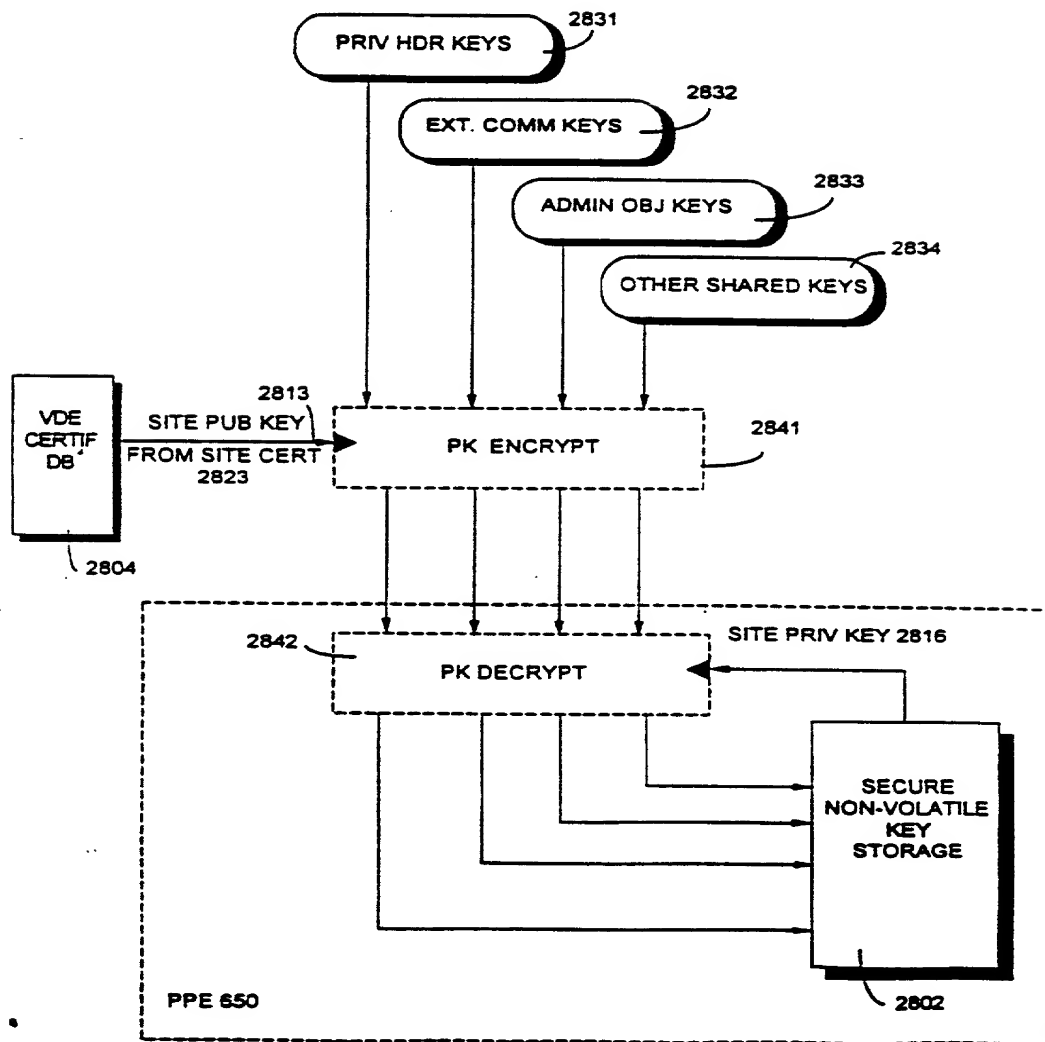 2831
PRIV HDR KEYS
2832
EXT. COMM KEYS
2833
ADMIN OBJ KEYS
2834
OTHER SHARED KEYS
2813
VDE
CERTIF
DB
SITE PUB KEY
FROM SITE CERT
2823
PK ENCRYPT
2841
2804
2842
SITE PRIV KEY 2816
PK DECRYPT
SECURE
NON-VOLATILE
KEY
STORAGE
PPE 650
2802